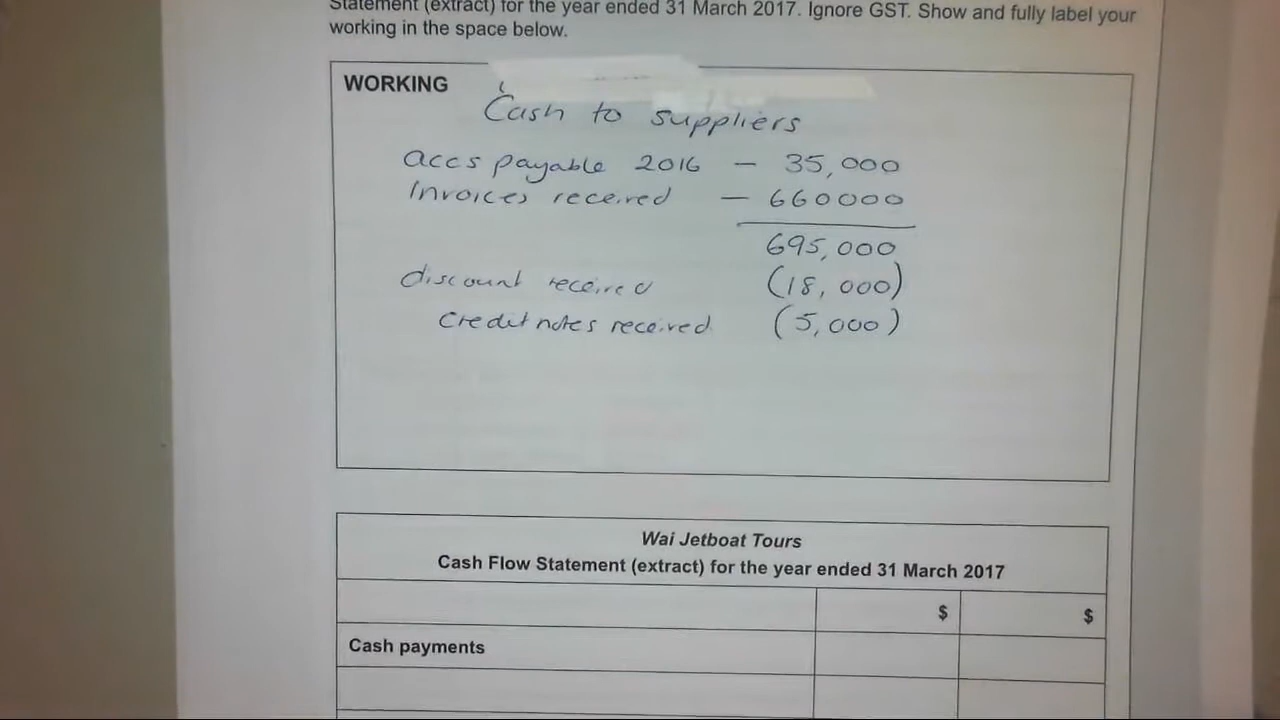 Statement (extract) for the year ended 31 March 2017. Ignore GST. Show and fully label your
working in the space below.
WORKING
Cash to suppliers
accs payable 2016 – 35,000
Invoices received – 660000
695,000
discount received (18,000)
Credit notes received (5,000)
Wai Jetboat Tours
Cash Flow Statement (extract) for the year ended 31 March 2017
$ $
Cash payments